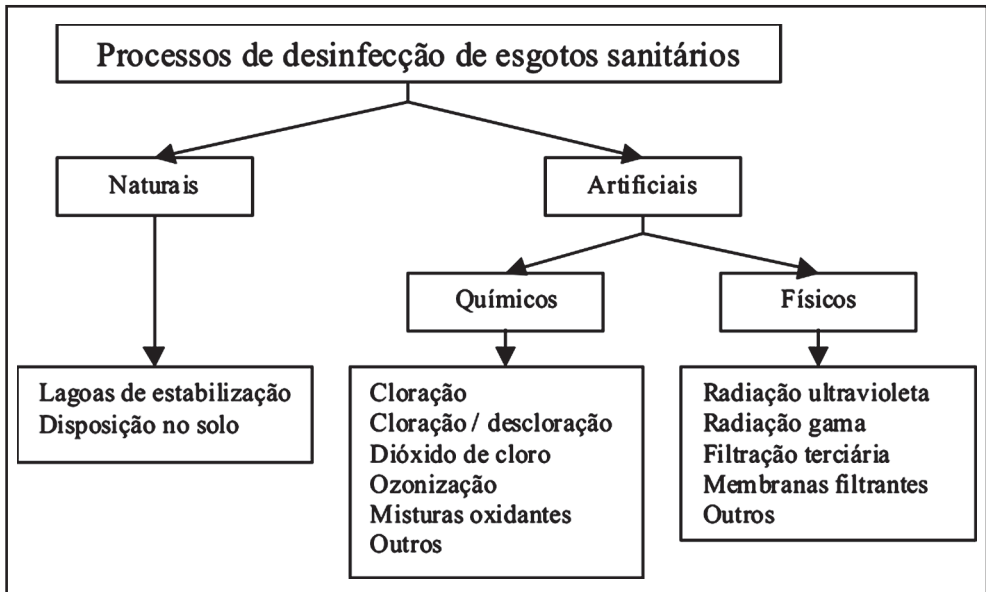 Processos de desinfecção de esgotos sanitários
Naturais
Artificiais
Químicos
Físicos
Lagoas de estabilização
Disposição no solo
Cloração
Cloração / descloração
Dióxido de cloro
Ozonização
Misturas oxidantes
Outros
Radiação ultravioleta
Radiação gama
Filtração terciária
Membranas filtrantes
Outros